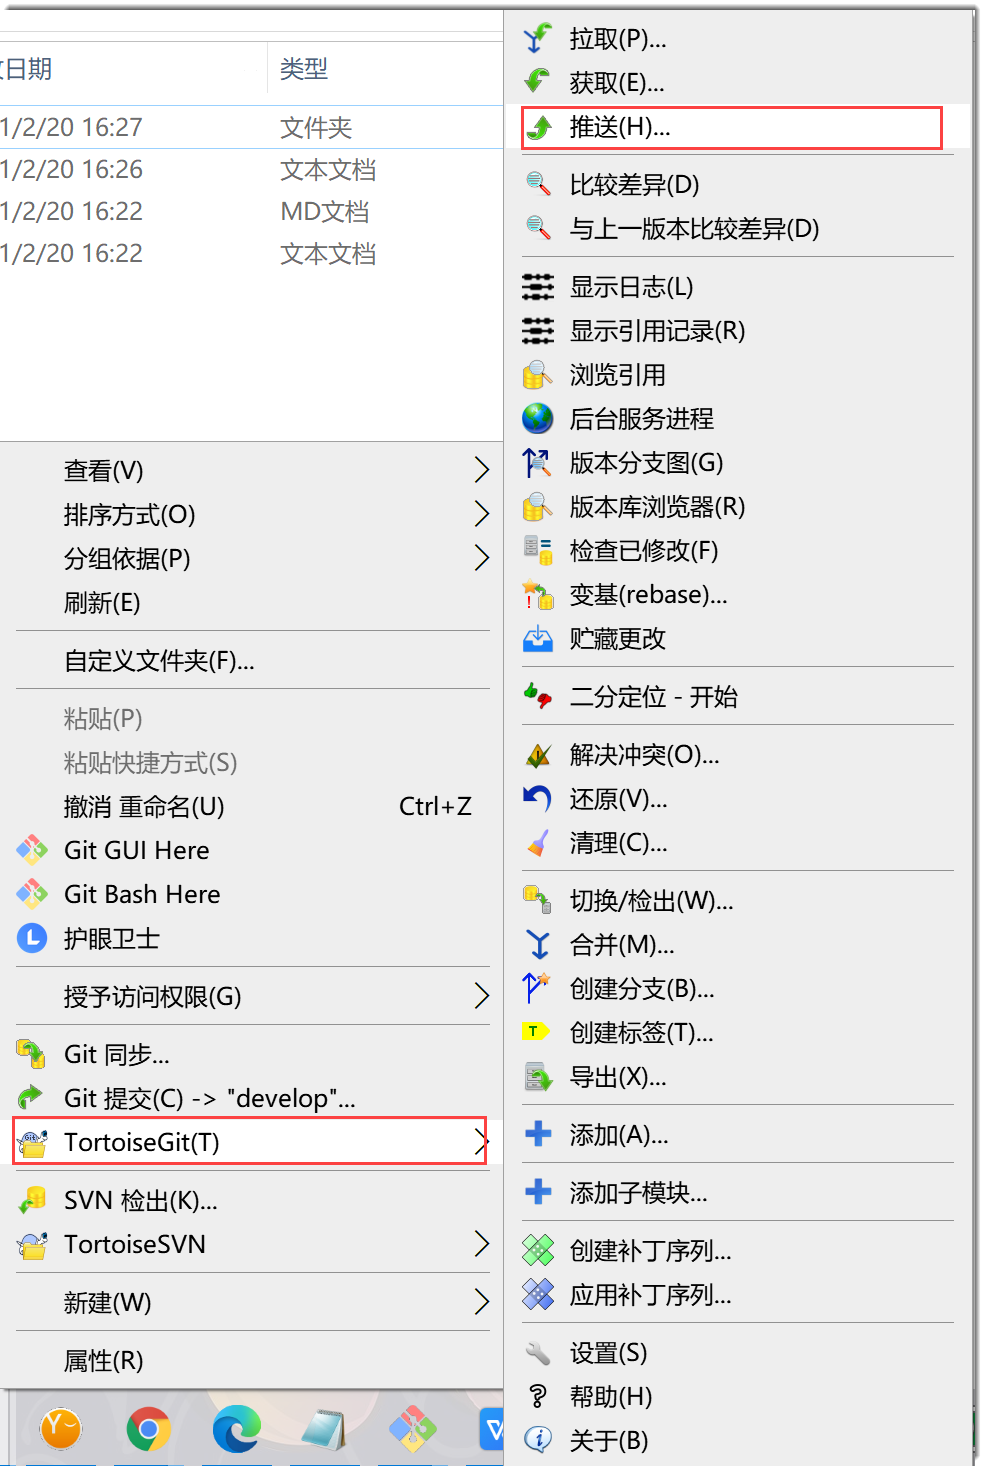 改日期
类型
1/2/20 16:27
文件夹
1/2/20 16:26
文本文档
1/2/20 16:22
MD文档
1/2/20 16:22
文本文档
查看(V)
排序方式(O)
分组依据(P)
刷新(E)
自定义文件夹(F)...
粘贴(P)
粘贴快捷方式(S)
撤消 重命名(U) Ctrl+Z
Git GUI Here
Git Bash Here
护眼卫士
授予访问权限(G)
Git 同步...
Git 提交(C) -> "develop"...
TortoiseGit(T)
SVN 检出(K)...
TortoiseSVN
新建(W)
属性(R)
拉取(P)...
获取(E)...
推送(H)...
比较差异(D)
与上一版本比较差异(D)
显示日志(L)
显示引用记录(R)
浏览引用
后台服务进程
版本分支图(G)
版本库浏览器(R)
检查已修改(F)
变基(rebase)...
贮藏更改
二分定位 - 开始
解决冲突(O)...
还原(V)...
清理(C)...
切换/检出(W)...
合并(M)...
创建分支(B)...
创建标签(T)...
导出(X)...
添加(A)...
添加子模块...
创建补丁序列...
应用补丁序列...
设置(S)
帮助(H)
关于(B)